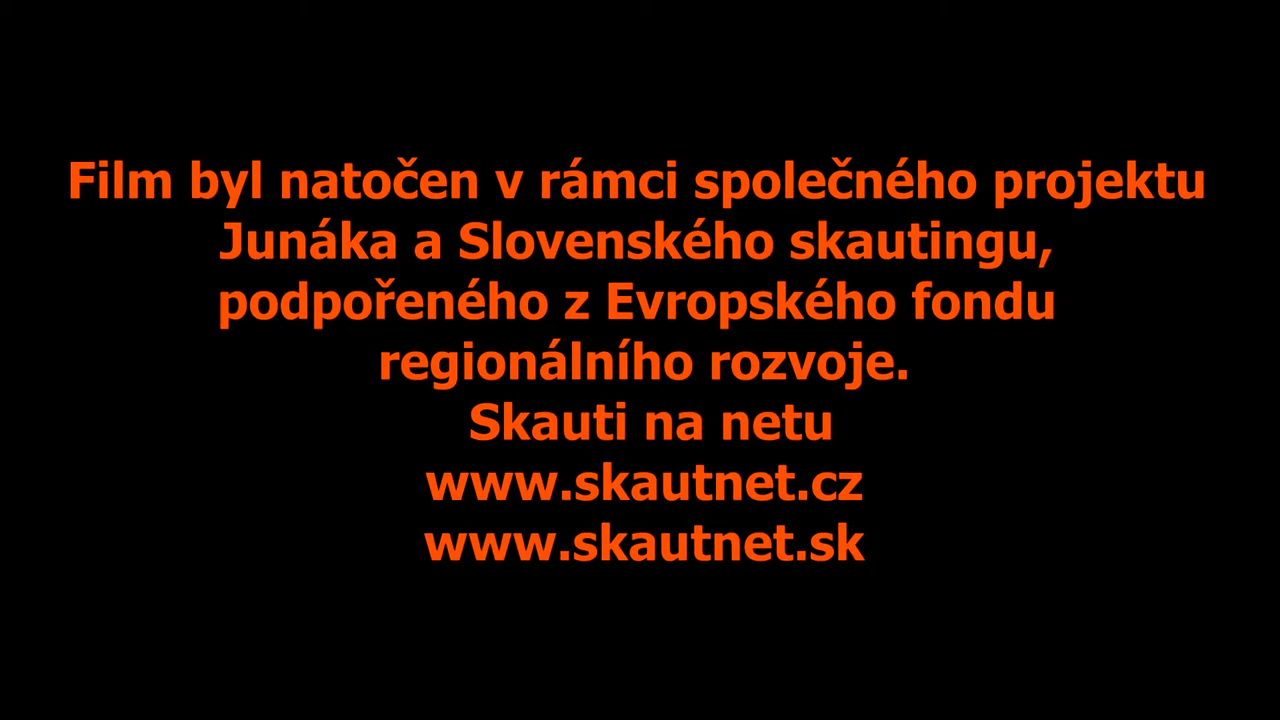 Film byl natočen v rámci společného projektu
Junáka a Slovenského skautingu,
podpořeného z Evropského fondu
regionálního rozvoje.
Skauti na netu
www.skautnet.cz
www.skautnet.sk